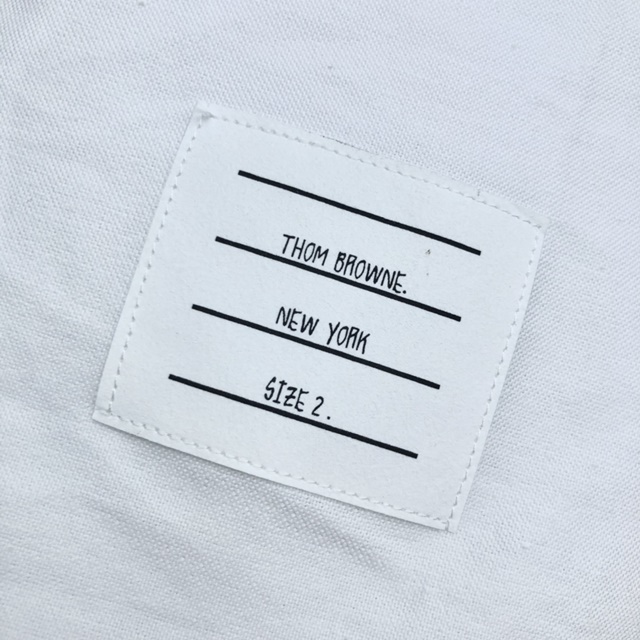 THOM BROWNE.
NEW YORK
SIZE 2.